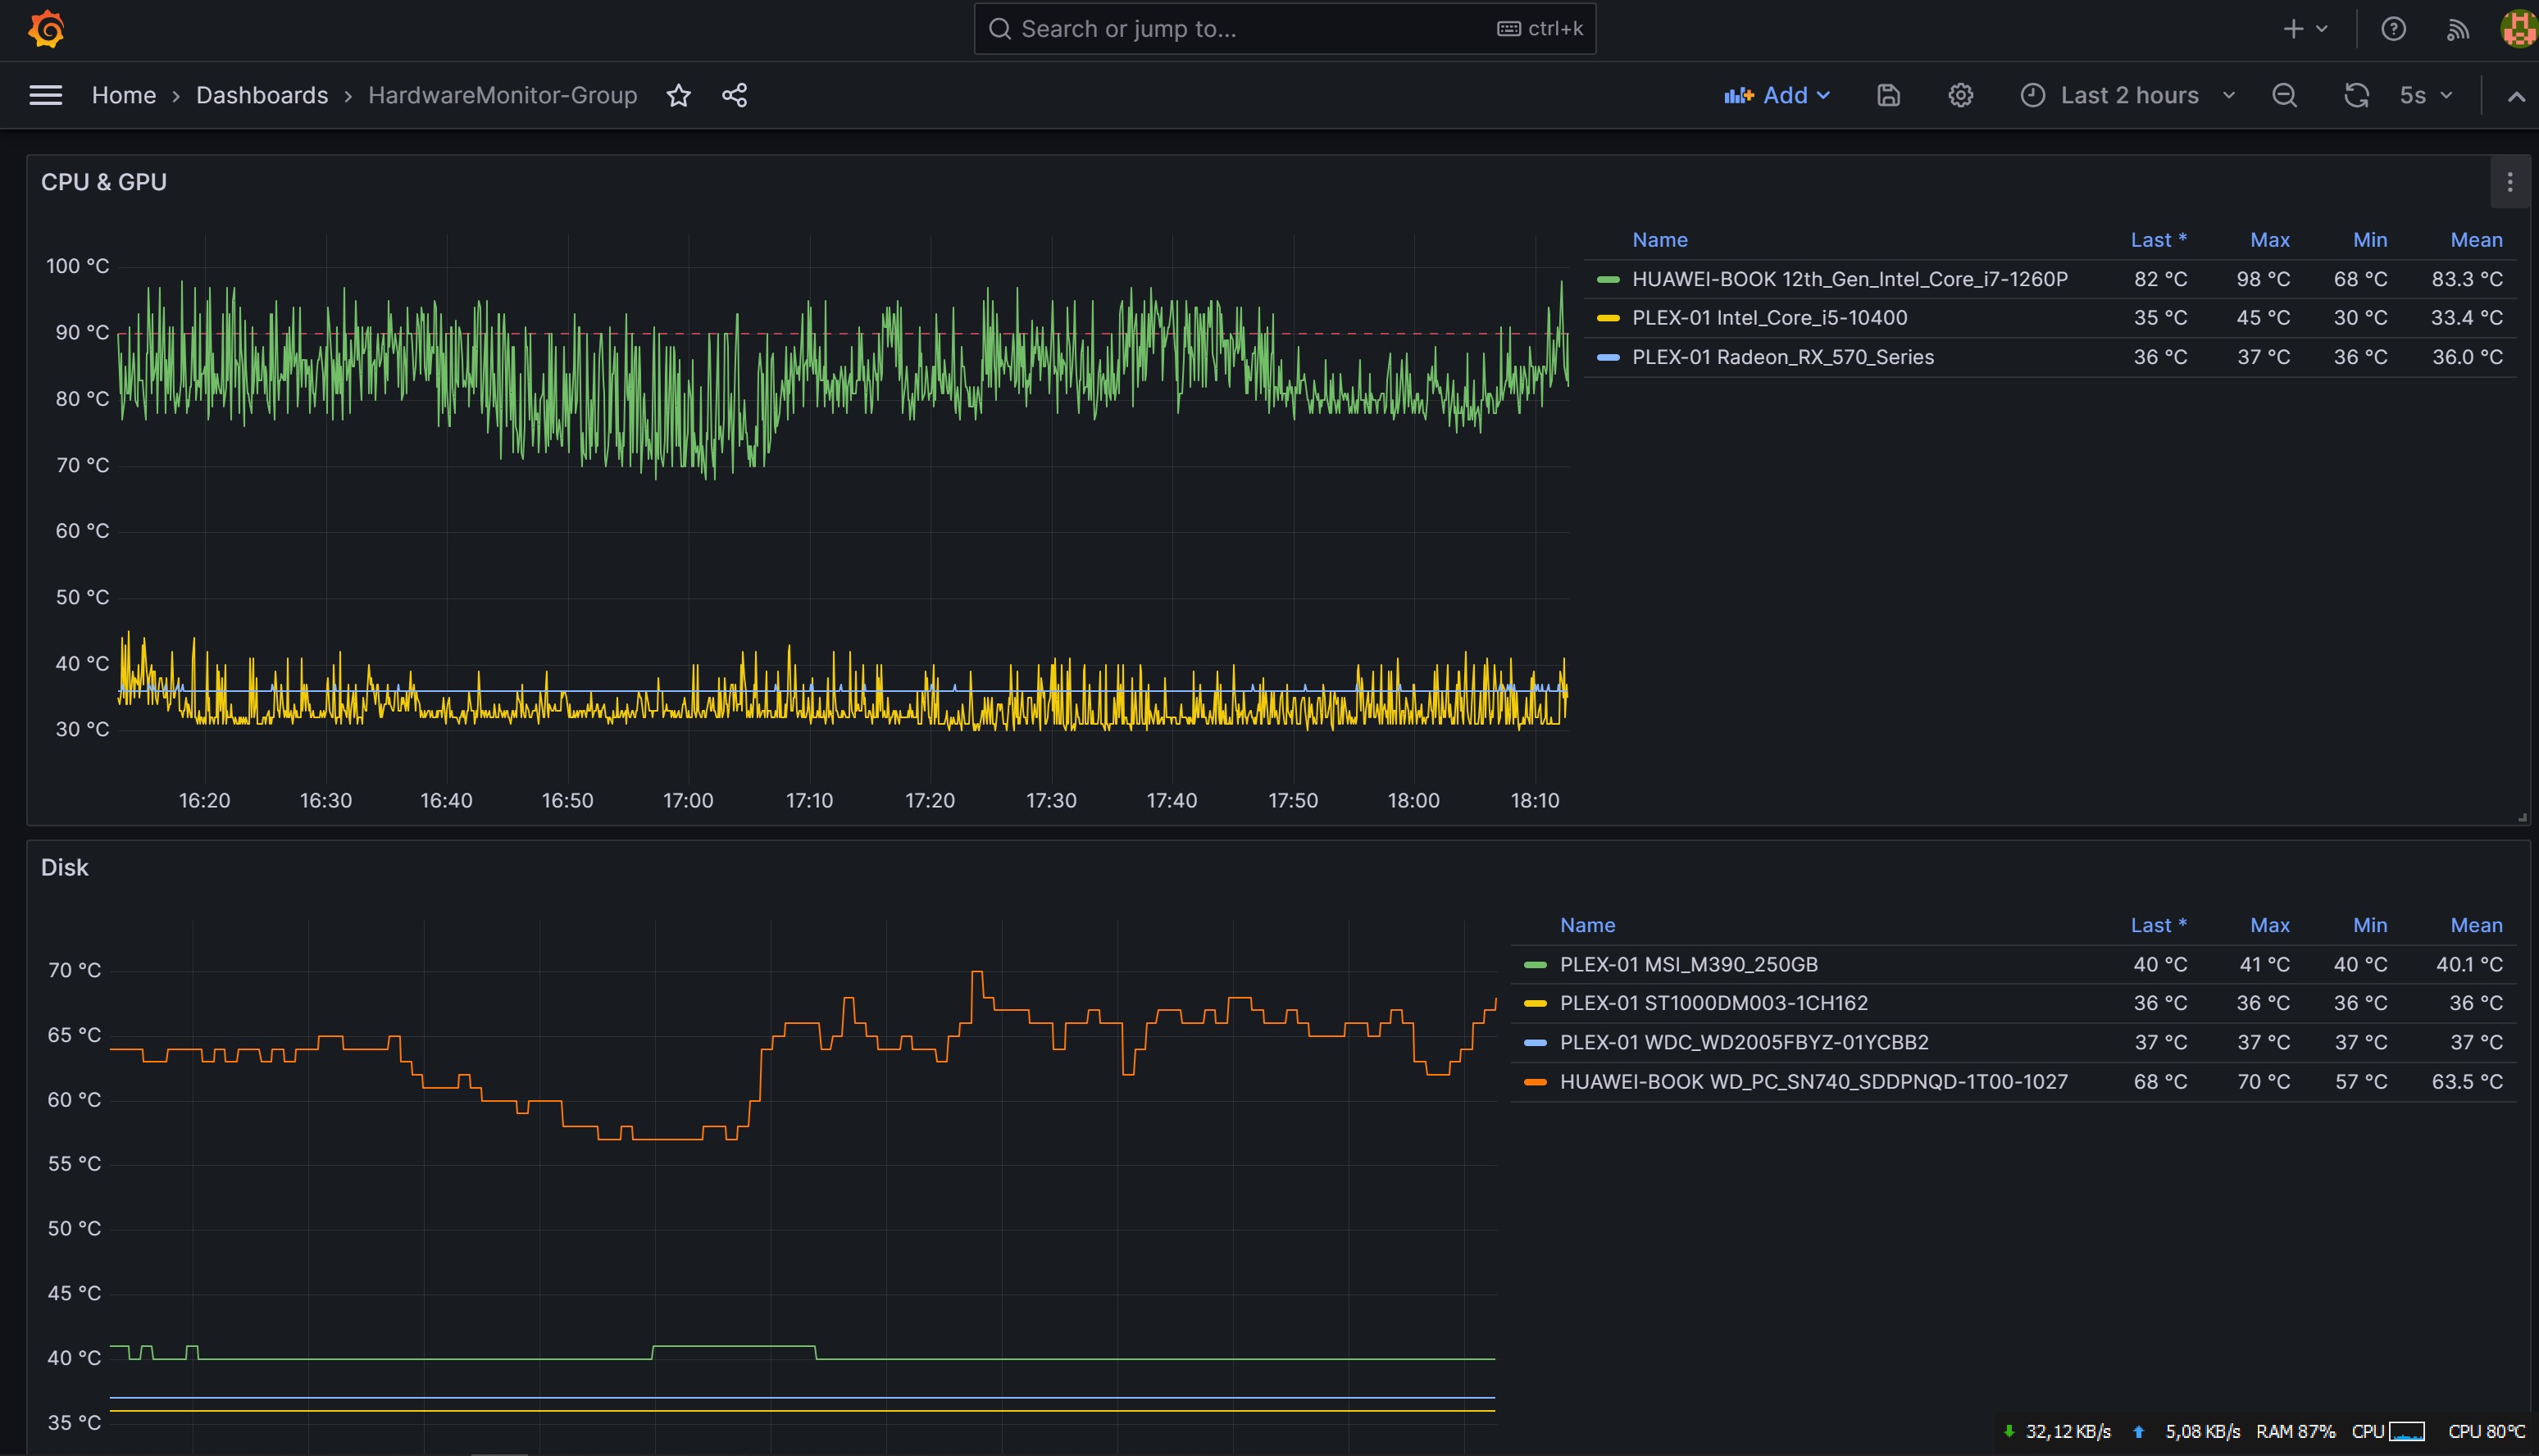 Search or jump to... ctrl+k
Home › Dashboards › HardwareMonitor-Group Add Last 2 hours 5s
CPU & GPU
Name Last * Max Min Mean
HUAWEI-BOOK 12th_Gen_Intel_Core_i7-1260P 82 °C 98 °C 68 °C 83.3 °C
PLEX-01 Intel_Core_i5-10400 35 °C 45 °C 30 °C 33.4 °C
PLEX-01 Radeon_RX_570_Series 36 °C 37 °C 36 °C 36.0 °C
100 °C
90 °C
80 °C
70 °C
60 °C
50 °C
40 °C
30 °C
16:20 16:30 16:40 16:50 17:00 17:10 17:20 17:30 17:40 17:50 18:00 18:10
Disk
Name Last * Max Min Mean
PLEX-01 MSI_M390_250GB 40 °C 41 °C 40 °C 40.1 °C
PLEX-01 ST1000DM003-1CH162 36 °C 36 °C 36 °C 36 °C
PLEX-01 WDC_WD2005FBYZ-01YCBB2 37 °C 37 °C 37 °C 37 °C
HUAWEI-BOOK WD_PC_SN740_SDDPNQD-1T00-1027 68 °C 70 °C 57 °C 63.5 °C
70 °C
65 °C
60 °C
55 °C
50 °C
45 °C
40 °C
35 °C
32,12 KB/s 5,08 KB/s RAM 87% CPU CPU 80°C